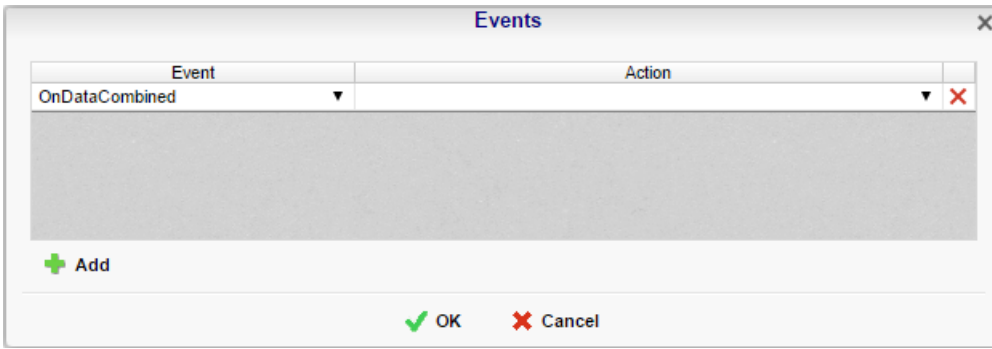 Events
Event Action
OnDataCombined
Add
OK Cancel